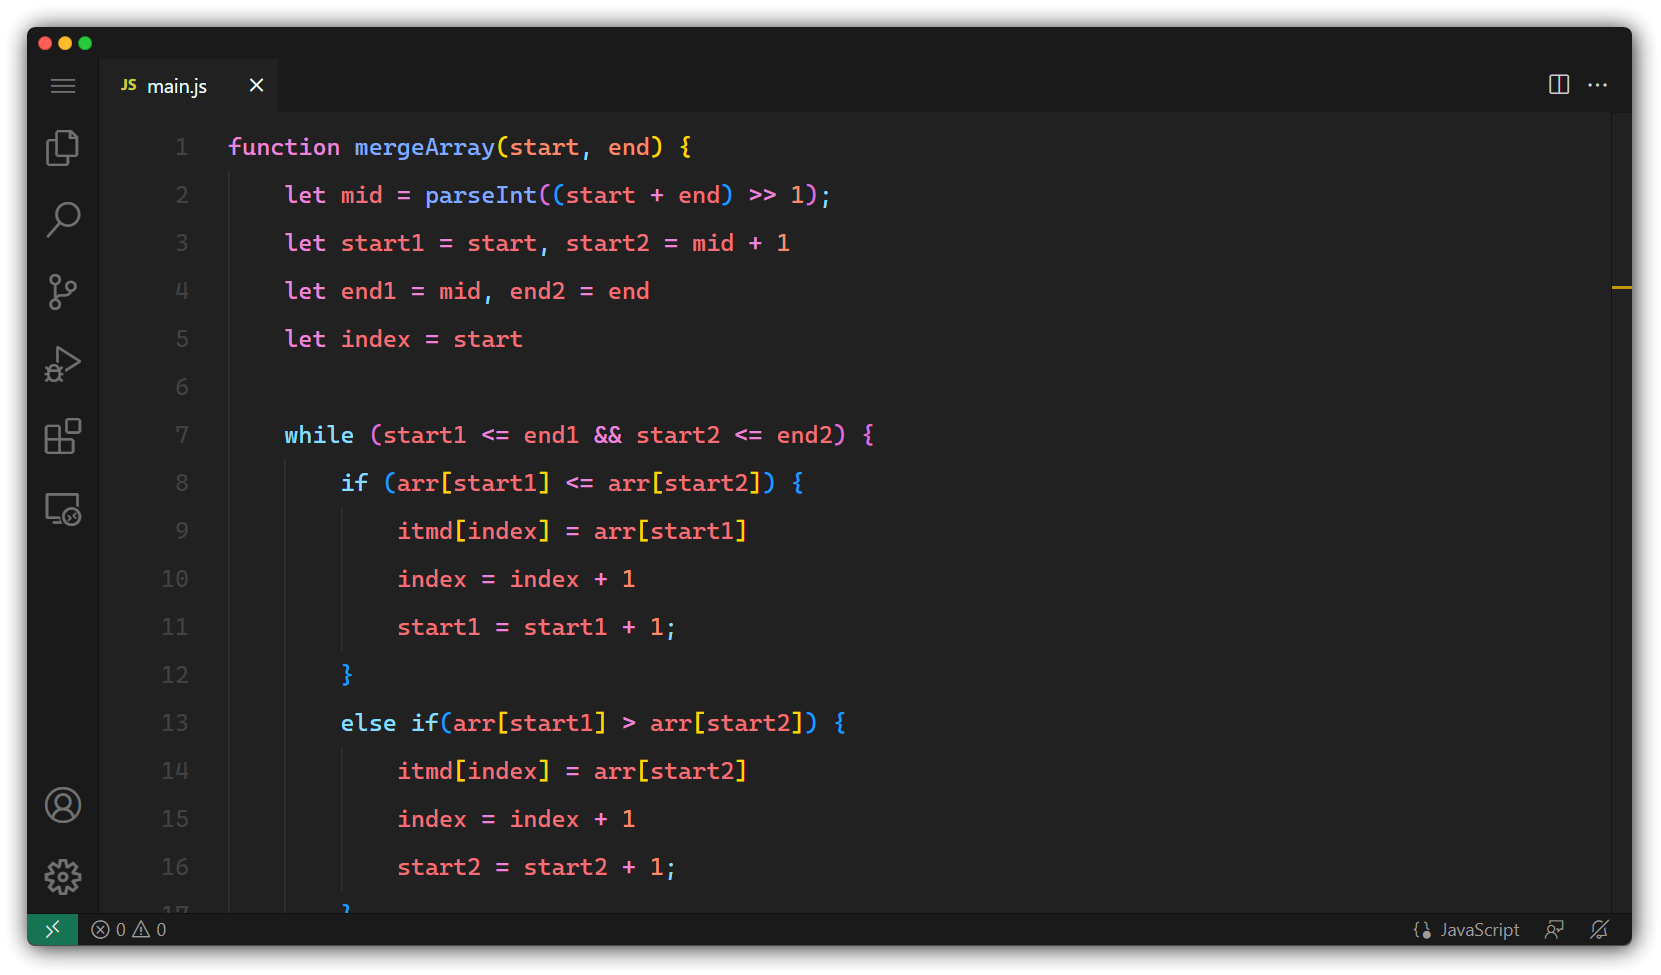 JS main.js
1 function mergeArray(start, end) {
2 let mid = parseInt((start + end) >> 1);
3 let start1 = start, start2 = mid + 1
4 let end1 = mid, end2 = end
5 let index = start
6
7 while (start1 <= end1 && start2 <= end2) {
8 if (arr[start1] <= arr[start2]) {
9 itmd[index] = arr[start1]
10 index = index + 1
11 start1 = start1 + 1;
12 }
13 else if(arr[start1] > arr[start2]) {
14 itmd[index] = arr[start2]
15 index = index + 1
16 start2 = start2 + 1;
17 }
0 0 JavaScript